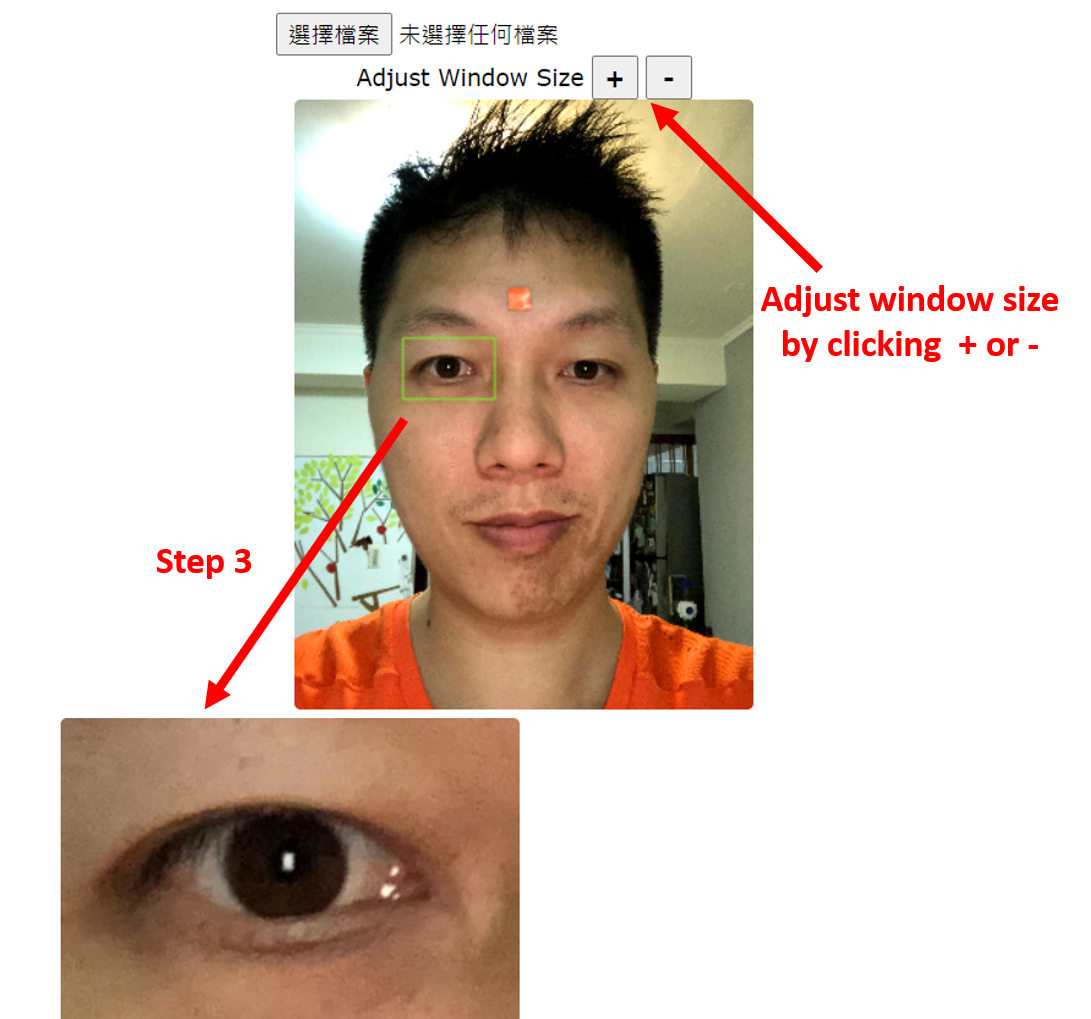 選擇檔案 未選擇任何檔案
Adjust Window Size + -
Adjust window size
by clicking + or -
Step 3